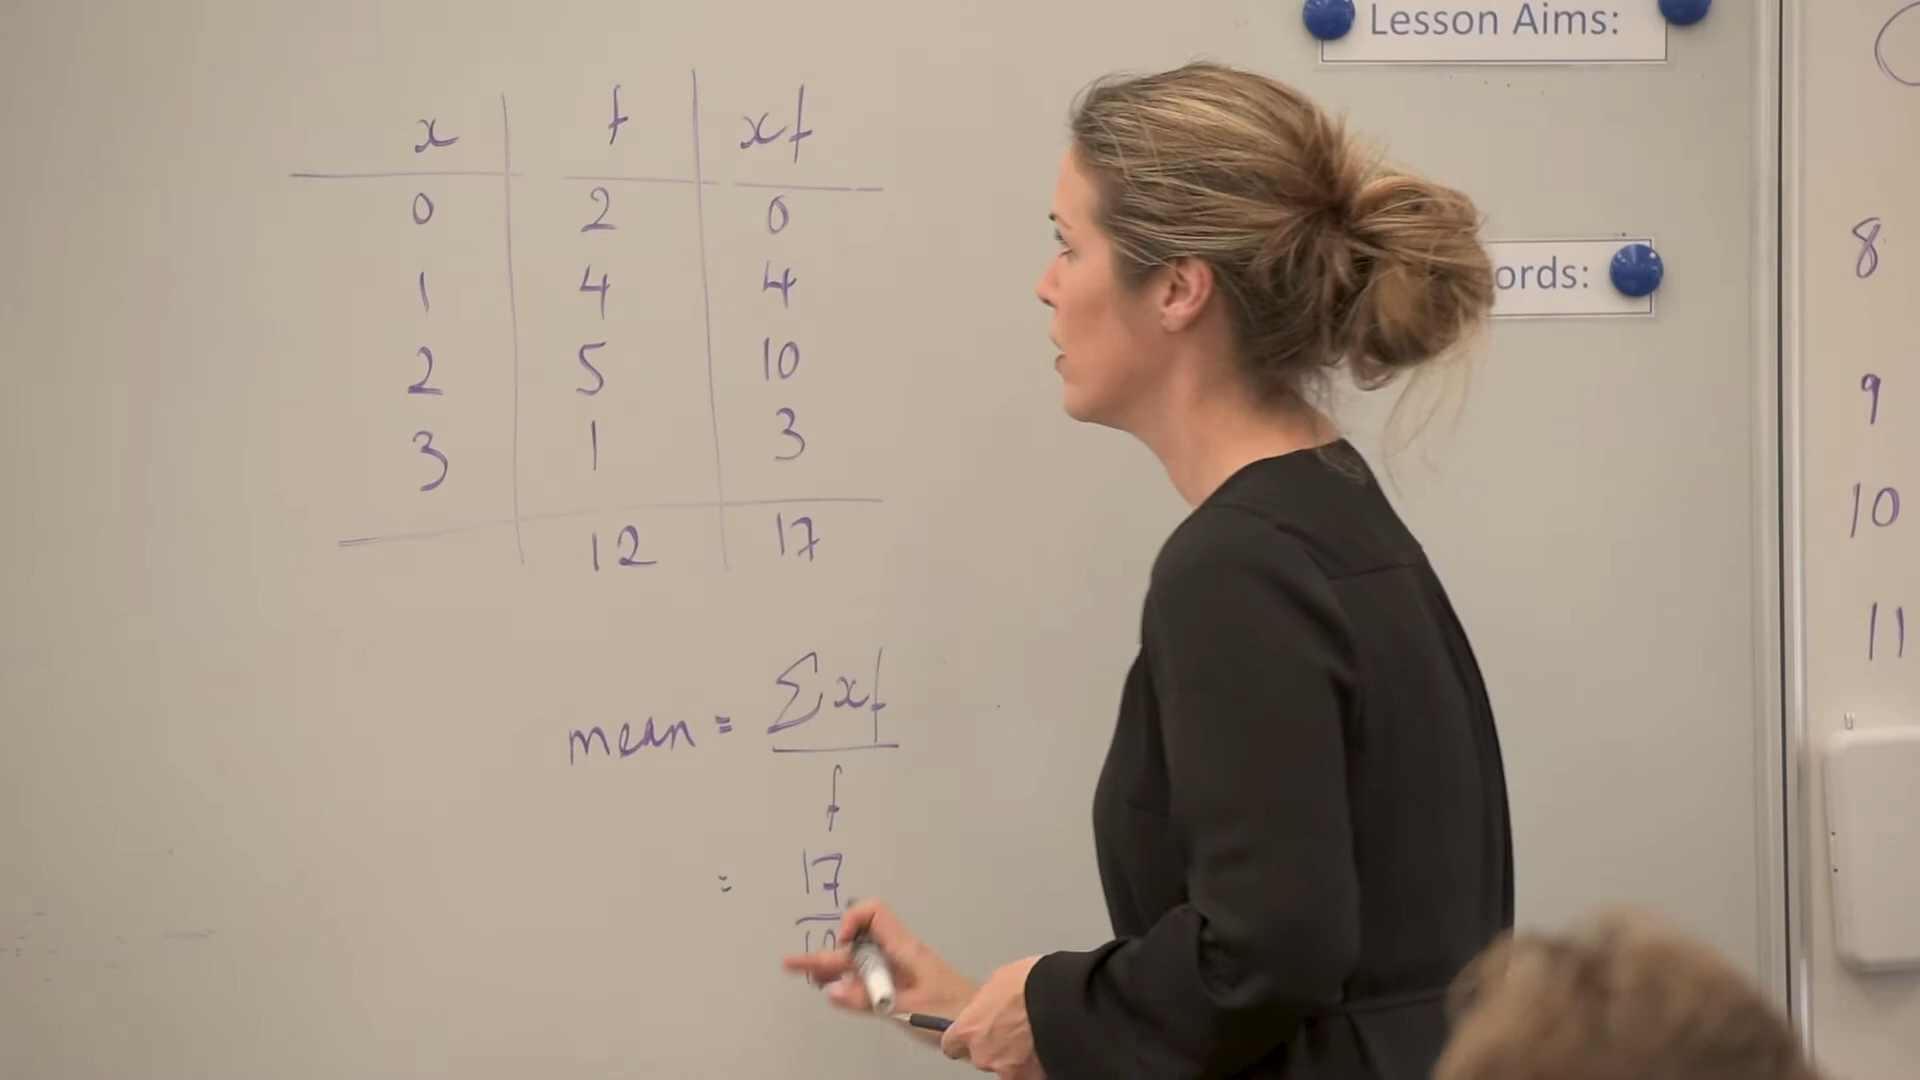 Lesson Aims:
ords:
x f xf
0 2 0
1 4 4
2 5 10
3 1 3
12 17
mean = Σxf
f
= 17
12
8
9
10
11